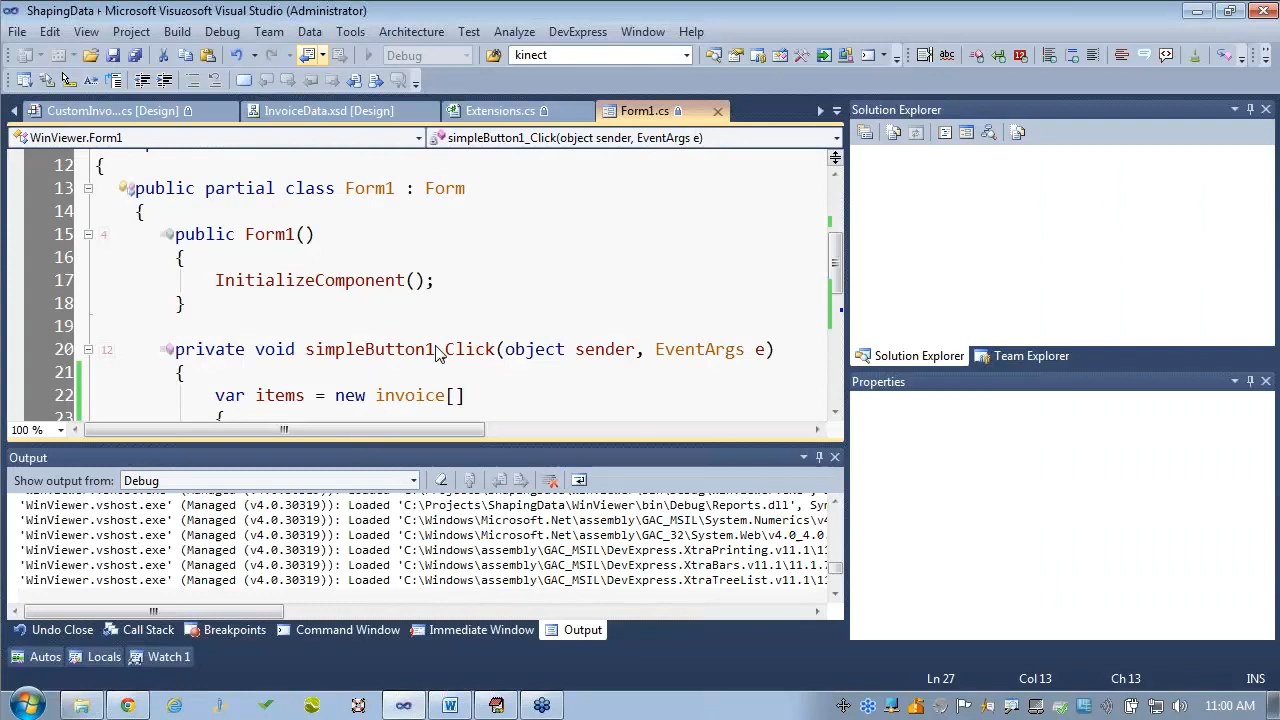 ShapingData - Microsoft Visuosoft Visual Studio (Administrator)
File Edit View Project Build Debug Team Data Tools Architecture Test Analyze DevExpress Window Help
Debug kinect
CustomInvo...cs [Design] InvoiceData.xsd [Design] Extensions.cs Form1.cs
WinViewer.Form1 simpleButton1_Click(object sender, EventArgs e)
12 {
13 public partial class Form1 : Form
14 {
15 4 public Form1()
16 {
17 InitializeComponent();
18 }
19
20 12 private void simpleButton1_Click(object sender, EventArgs e)
21 {
22 var items = new invoice[]
23 {
100 %
Output
Show output from: Debug
'WinViewer.vshost.exe' (Managed (v4.0.30319)): Loaded 'C:\Projects\ShapingData\WinViewer\bin\Debug\Reports.dll', Sym
'WinViewer.vshost.exe' (Managed (v4.0.30319)): Loaded 'C:\Windows\Microsoft.Net\assembly\GAC_MSIL\System.Numerics\v4
'WinViewer.vshost.exe' (Managed (v4.0.30319)): Loaded 'C:\Windows\Microsoft.Net\assembly\GAC_32\System.Web\v4.0_4.0.
'WinViewer.vshost.exe' (Managed (v4.0.30319)): Loaded 'C:\Windows\assembly\GAC_MSIL\DevExpress.XtraPrinting.v11.1\11
'WinViewer.vshost.exe' (Managed (v4.0.30319)): Loaded 'C:\Windows\assembly\GAC_MSIL\DevExpress.XtraBars.v11.1\11.1.7
'WinViewer.vshost.exe' (Managed (v4.0.30319)): Loaded 'C:\Windows\assembly\GAC_MSIL\DevExpress.XtraTreeList.v11.1\11
Undo Close Call Stack Breakpoints Command Window Immediate Window Output
Autos Locals Watch 1
Solution Explorer
Solution Explorer Team Explorer
Properties
Ln 27 Col 13 Ch 13 INS
11:00 AM